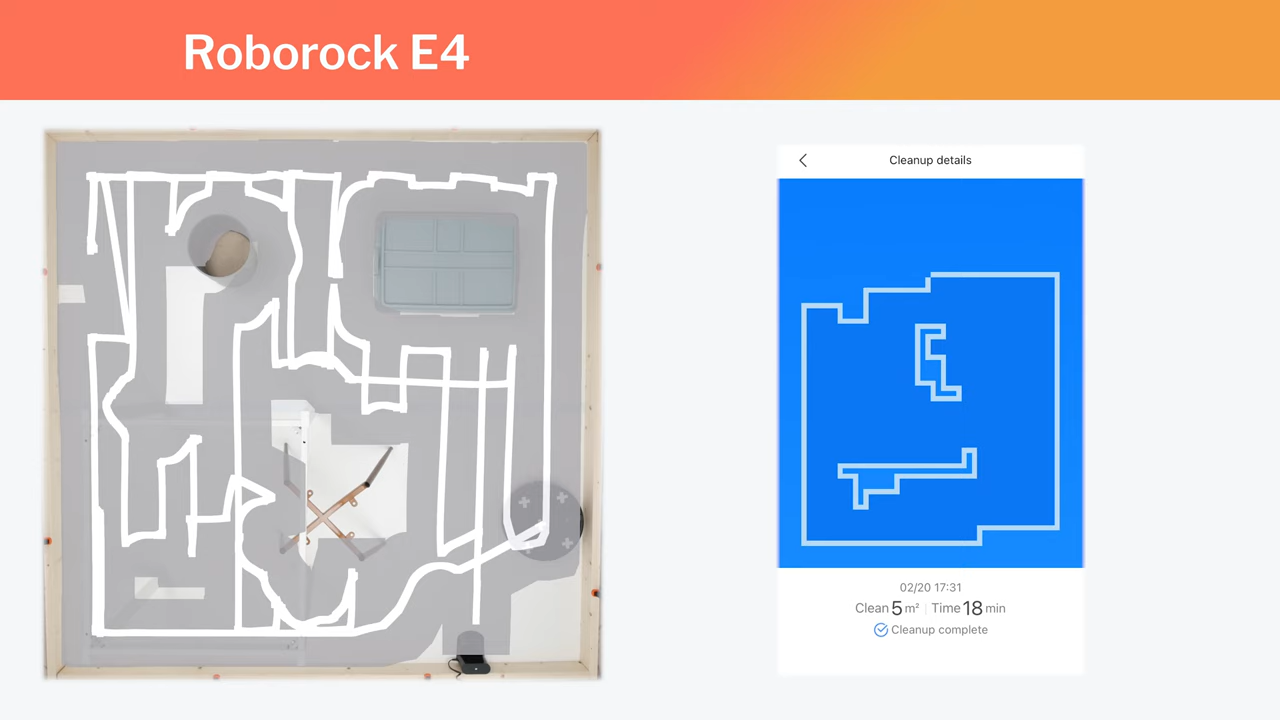 Roborock E4
Cleanup details
02/20 17:31
Clean 5 m² | Time 18 min
Cleanup complete